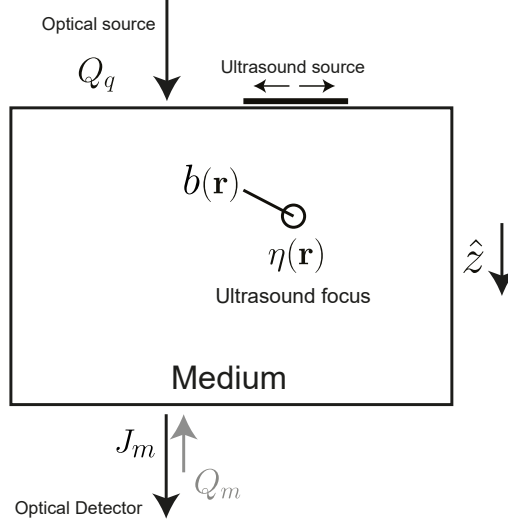 Optical source
Q_q
Ultrasound source
b(r)
η(r)
Ultrasound focus
ẑ
Medium
J_m
Q_m
Optical Detector